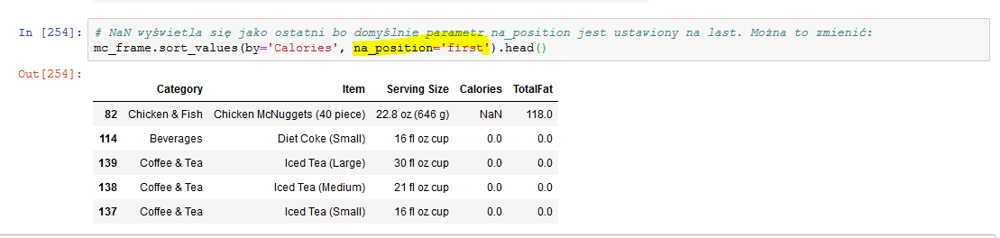 In [254]: # NaN wyświetla się jako ostatni bo domyślnie parametr na_position jest ustawiony na last. Można to zmienić:
mc_frame.sort_values(by='Calories', na_position='first').head()
Out[254]:
Category Item Serving Size Calories TotalFat
82 Chicken & Fish Chicken McNuggets (40 piece) 22.8 oz (646 g) NaN 118.0
114 Beverages Diet Coke (Small) 16 fl oz cup 0.0 0.0
139 Coffee & Tea Iced Tea (Large) 30 fl oz cup 0.0 0.0
138 Coffee & Tea Iced Tea (Medium) 21 fl oz cup 0.0 0.0
137 Coffee & Tea Iced Tea (Small) 16 fl oz cup 0.0 0.0